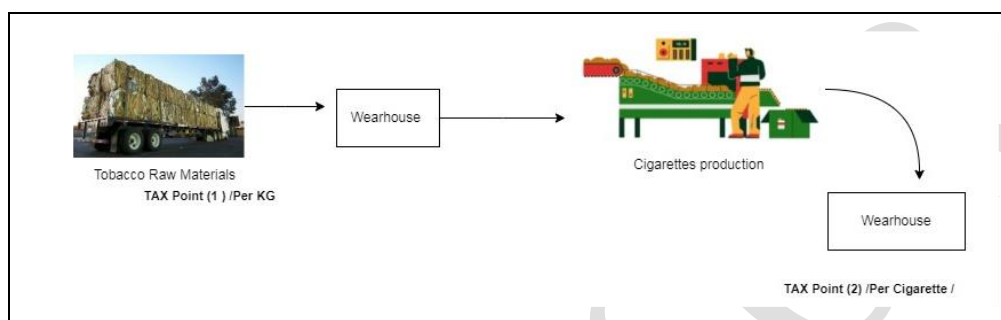 Wearhouse
Tobacco Raw Materials
TAX Point (1 ) /Per KG
Cigarettes production
Wearhouse
TAX Point (2) /Per Cigarette /